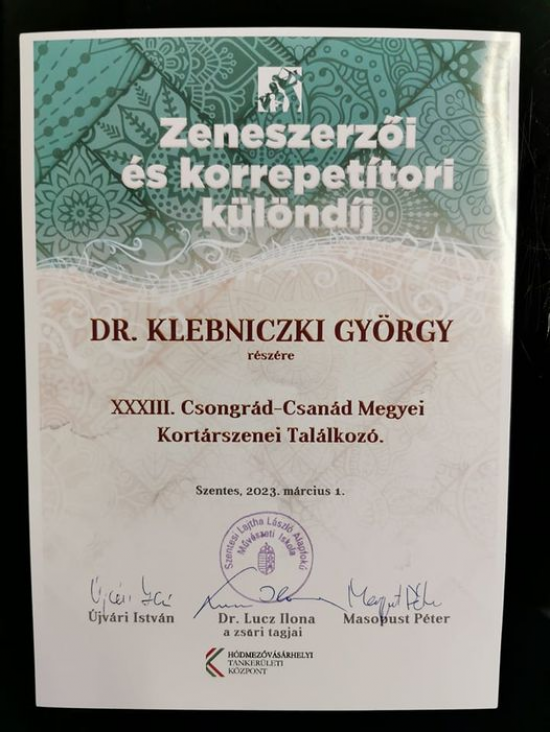 Zeneszerzői
és korrepetítori
különdíj
DR. KLEBNICZKI GYÖRGY
részére
XXXIII. Csongrád-Csanád Megyei
Kortárszenei Találkozó.
Szentes, 2023. március 1.
Szentesi Lajtha László Alapfokú
Művészeti Iskola
Újvári István
Dr. Lucz Ilona
Masopust Péter
a zsűri tagjai
HÓDMEZŐVÁSÁRHELYI
TANKERÜLETI
KÖZPONT